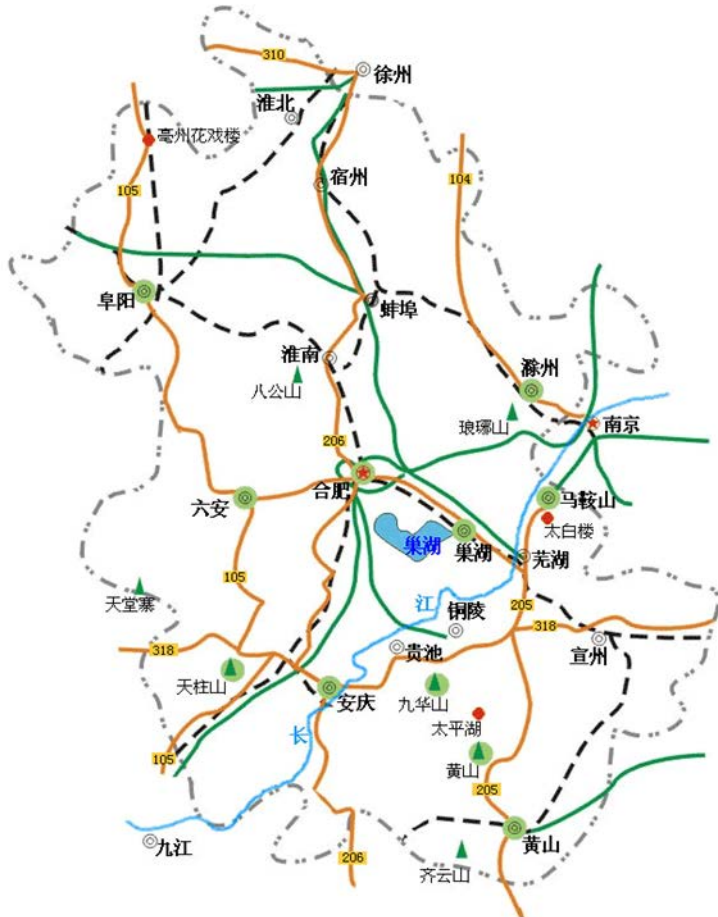 310
徐州
淮北
亳州花戏楼
宿州
105
104
阜阳
蚌埠
淮南
八公山
滁州
琅琊山
南京
206
合肥
六安
马鞍山
太白楼
巢湖
巢湖
芜湖
105
天堂寨
江
铜陵
205
318
宣州
318
贵池
天柱山
安庆
九华山
长
太平湖
黄山
105
205
九江
黄山
206
齐云山